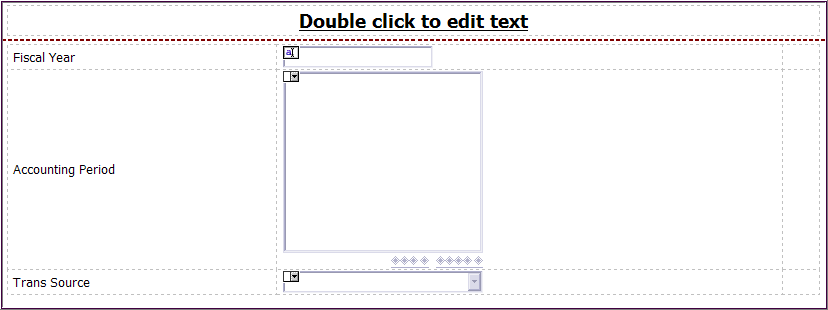 Double click to edit text
Fiscal Year
a
Accounting Period
Trans Source